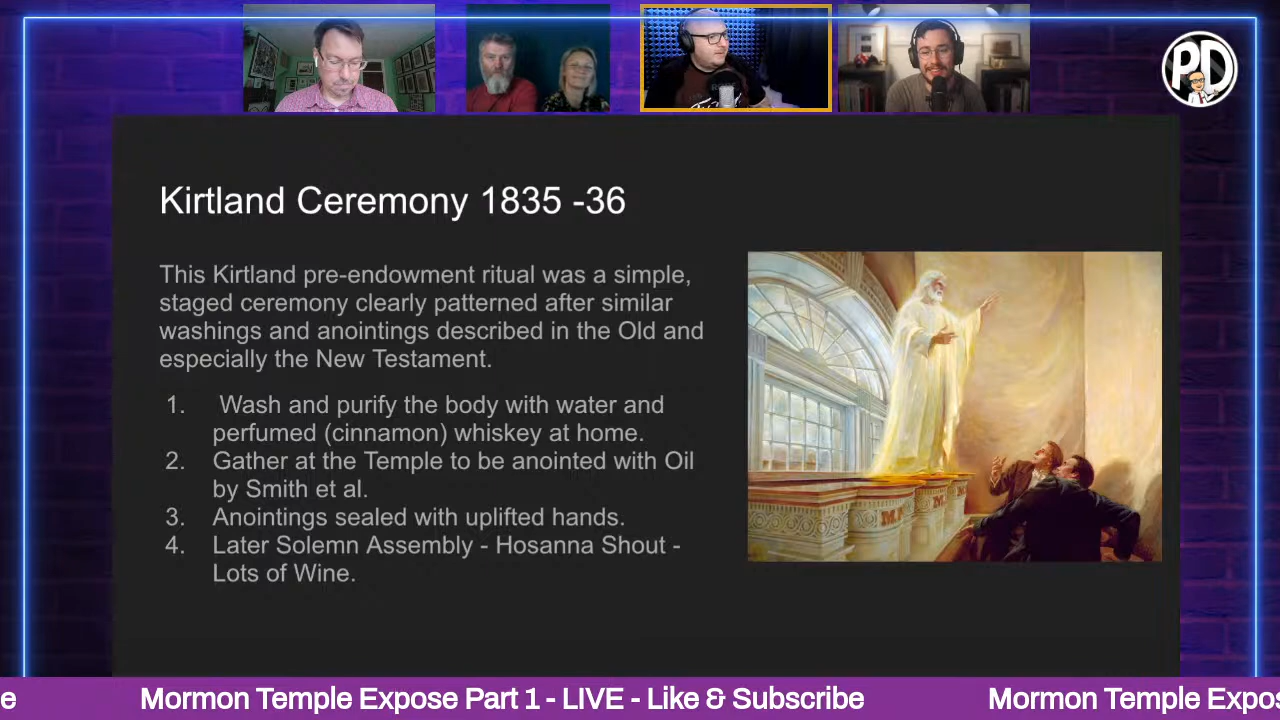 PD
Kirtland Ceremony 1835 -36
This Kirtland pre-endowment ritual was a simple,
staged ceremony clearly patterned after similar
washings and anointings described in the Old and
especially the New Testament.
1. Wash and purify the body with water and
perfumed (cinnamon) whiskey at home.
2. Gather at the Temple to be anointed with Oil
by Smith et al.
3. Anointings sealed with uplifted hands.
4. Later Solemn Assembly - Hosanna Shout -
Lots of Wine.
e Mormon Temple Expose Part 1 - LIVE - Like & Subscribe Mormon Temple Expos